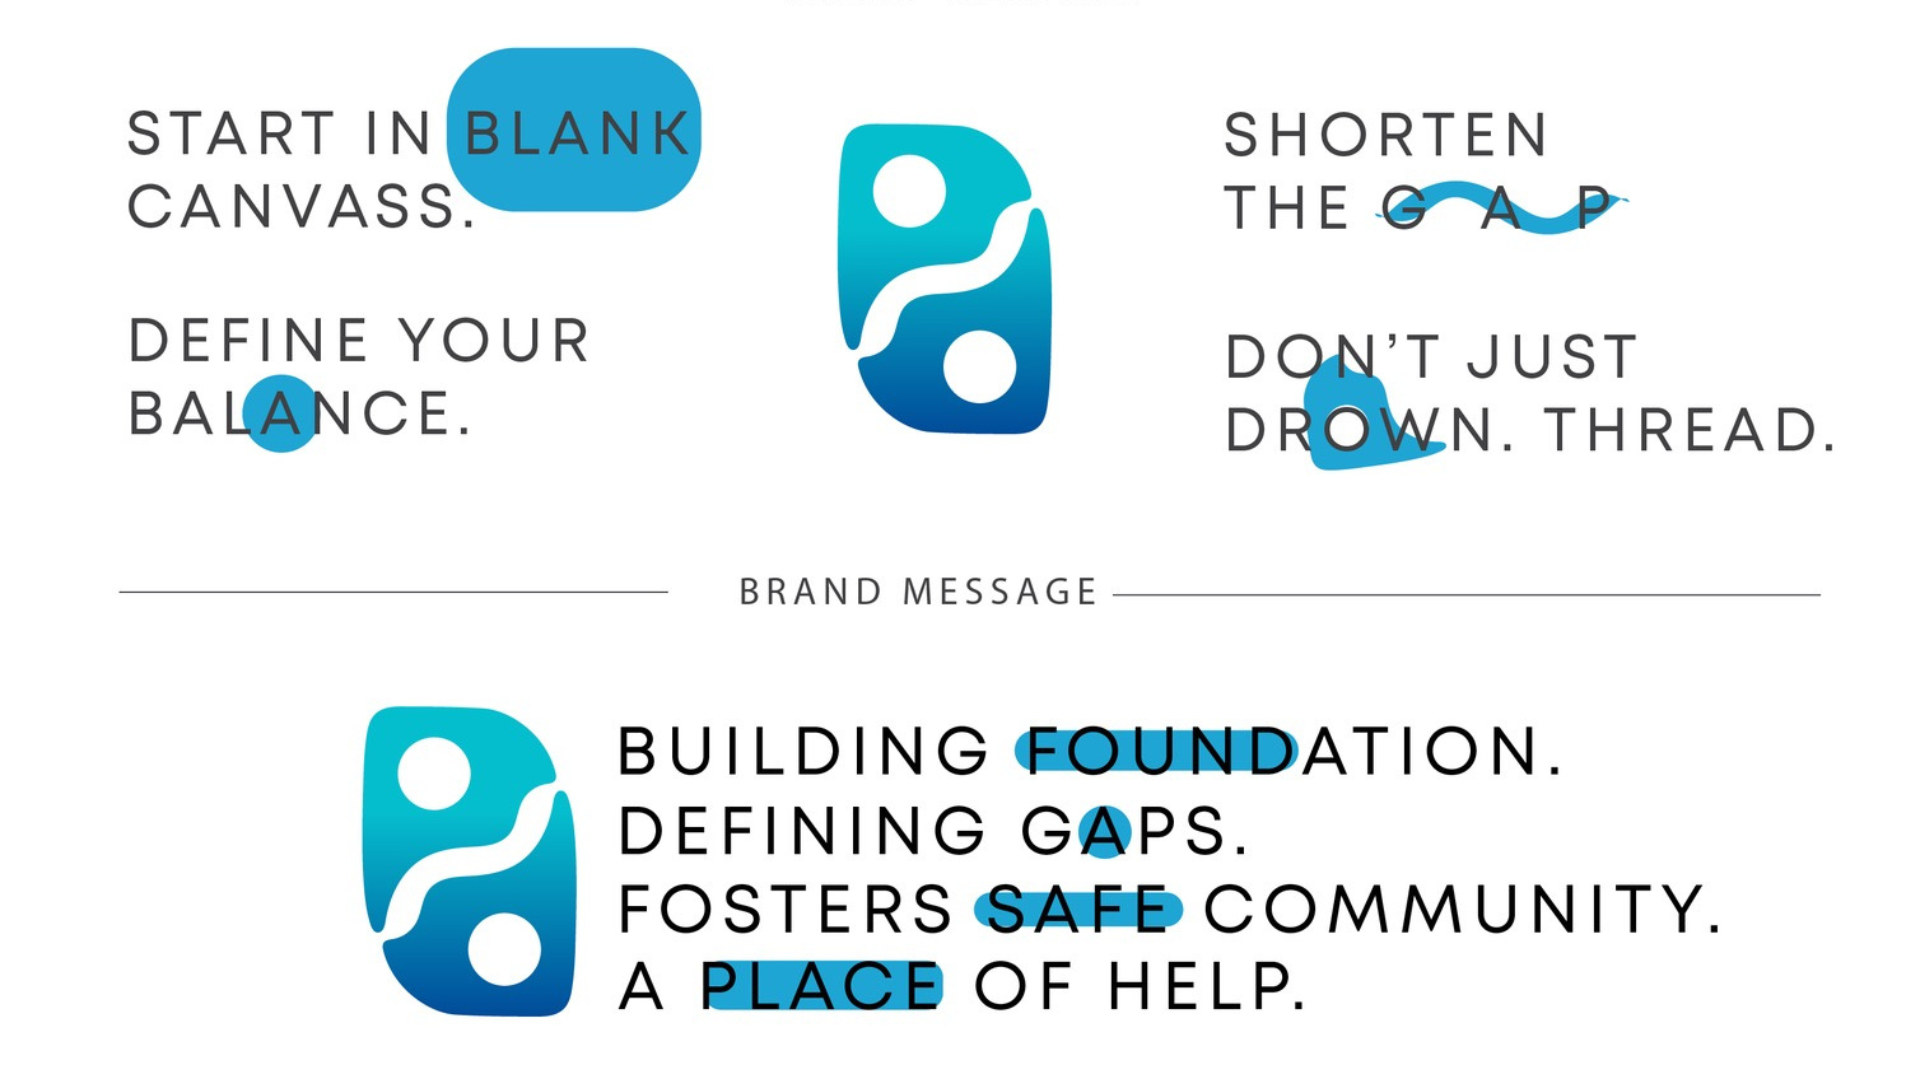 START IN BLANK
CANVASS.
DEFINE YOUR
BALANCE.
SHORTEN
THE G A P
DON’T JUST
DROWN. THREAD.
BRAND MESSAGE
BUILDING FOUNDATION.
DEFINING GAPS.
FOSTERS SAFE COMMUNITY.
A PLACE OF HELP.